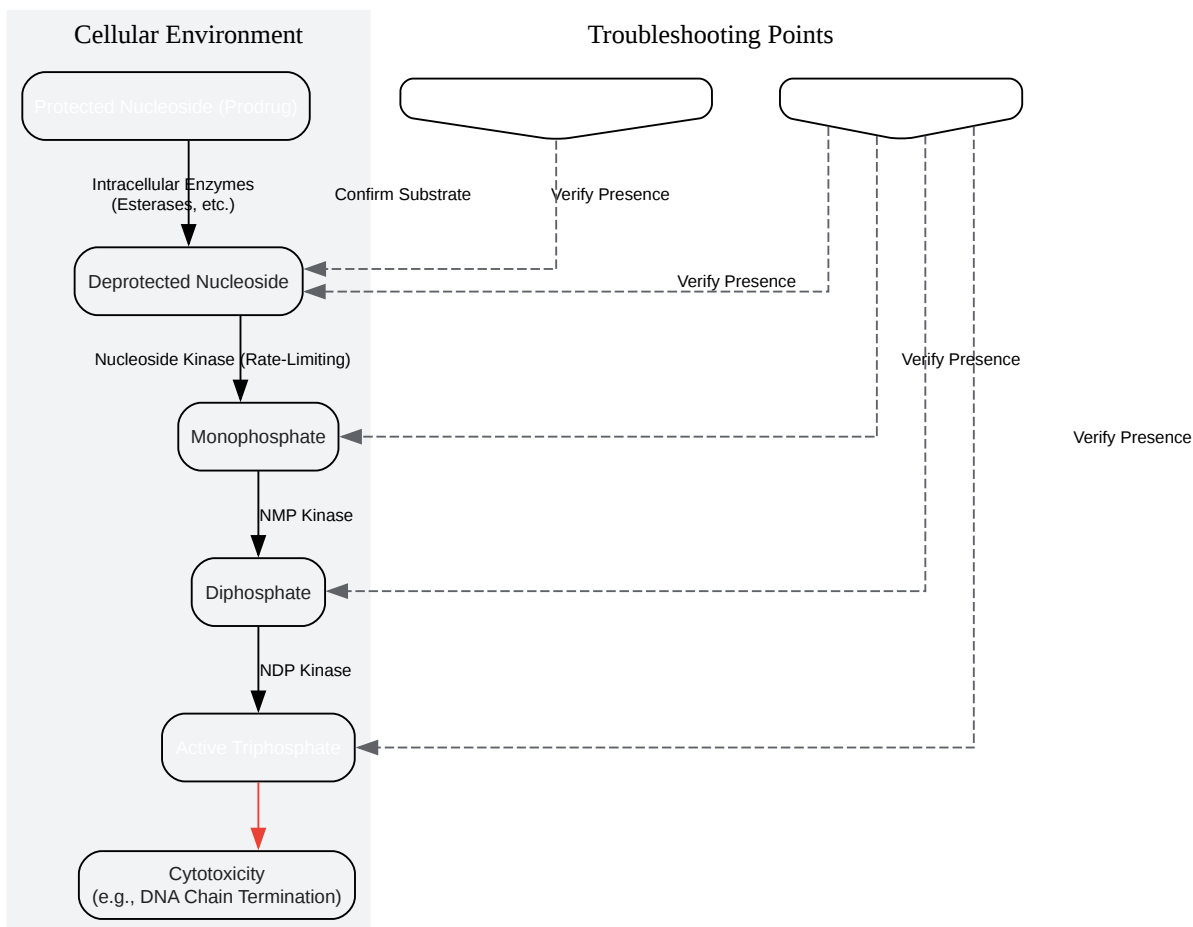 Cellular Environment
Troubleshooting Points
Protected Nucleoside (Prodrug)
Intracellular Enzymes
(Esterases, etc.)
Confirm Substrate
Verify Presence
Deprotected Nucleoside
Verify Presence
Nucleoside Kinase (Rate-Limiting)
Verify Presence
Monophosphate
Verify Presence
NMP Kinase
Diphosphate
NDP Kinase
Active Triphosphate
Cytotoxicity
(e.g., DNA Chain Termination)